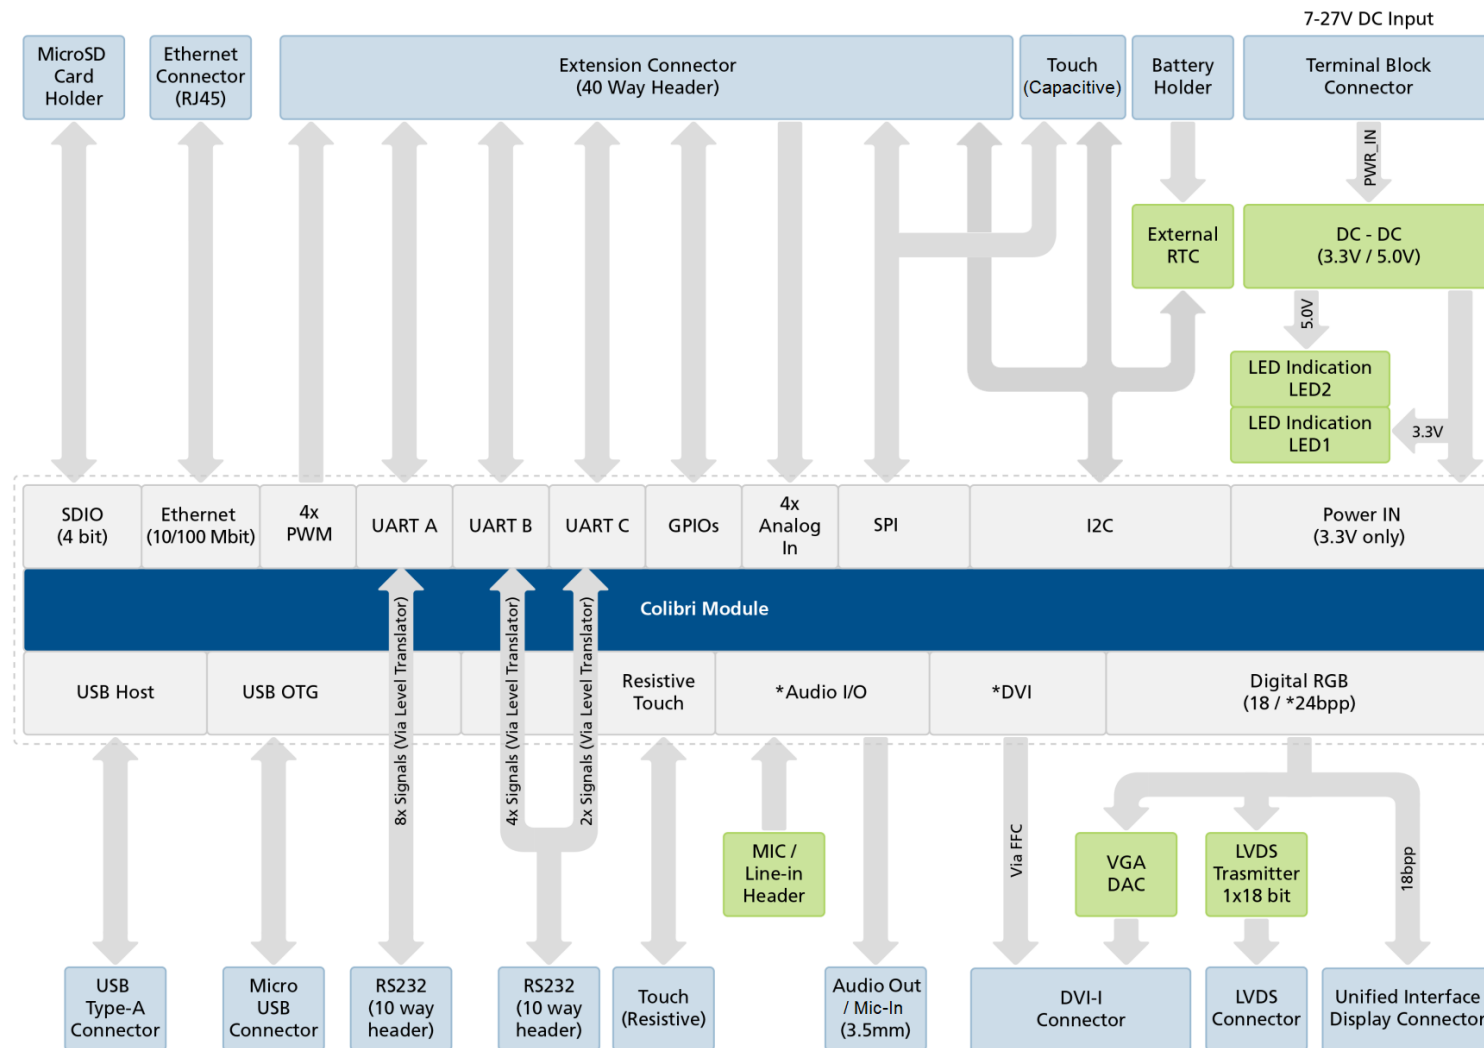 7-27V DC Input
MicroSD
Card
Holder
Ethernet
Connector
(RJ45)
Extension Connector
(40 Way Header)
Touch
(Capacitive)
Battery
Holder
Terminal Block
Connector
PWR_IN
External
RTC
DC - DC
(3.3V / 5.0V)
5.0V
LED Indication
LED2
LED Indication
LED1
3.3V
SDIO
(4 bit)
Ethernet
(10/100 Mbit)
4x
PWM
UART A
UART B
UART C
GPIOs
4x
Analog
In
SPI
I2C
Power IN
(3.3V only)
Colibri Module
8x Signals (Via Level Translator)
4x Signals (Via Level Translator)
2x Signals (Via Level Translator)
USB Host
USB OTG
Resistive
Touch
*Audio I/O
*DVI
Digital RGB
(18 / *24bpp)
MIC /
Line-in
Header
Via FFC
VGA
DAC
LVDS
Trasmitter
1x18 bit
18bpp
USB
Type-A
Connector
Micro
USB
Connector
RS232
(10 way
header)
RS232
(10 way
header)
Touch
(Resistive)
Audio Out
/ Mic-In
(3.5mm)
DVI-I
Connector
LVDS
Connector
Unified Interface
Display Connector